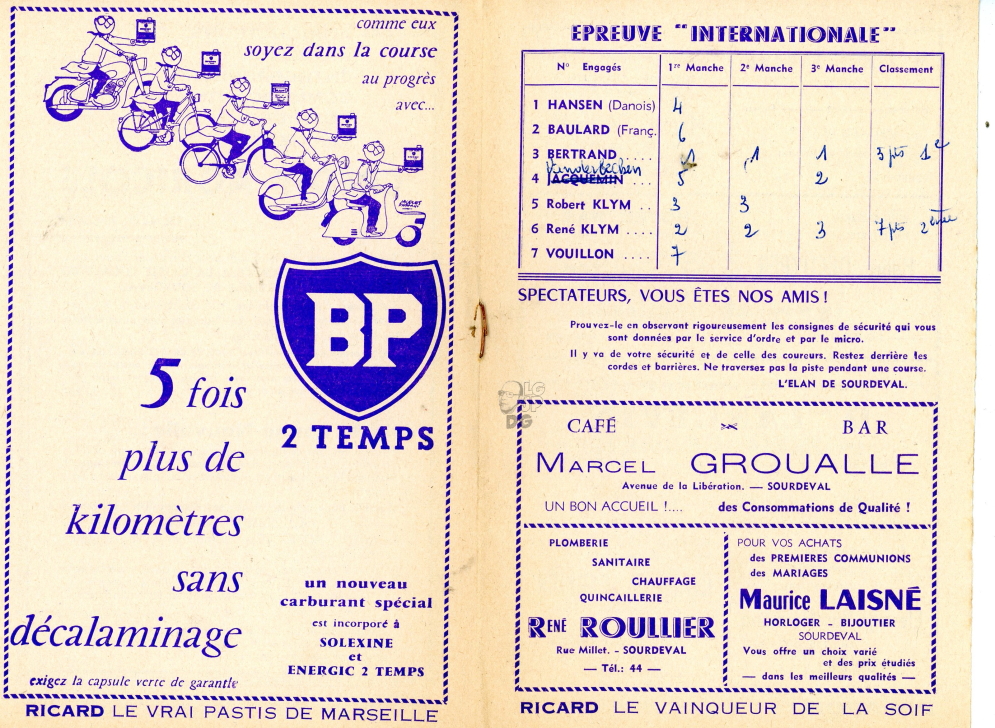 comme eux
soyez dans la course
au progrès
avec...
BP
2 TEMPS
5 fois
plus de
kilomètres
sans
décalaminage
exigez la capsule verte de garantie
un nouveau
carburant spécial
est incorporé à
SOLEXINE
et
ENERGIC 2 TEMPS
RICARD LE VRAI PASTIS DE MARSEILLE
EPREUVE "INTERNATIONALE"
N° Engagés 1re Manche 2e Manche 3e Manche Classement
1 HANSEN (Danois) 4
2 BAULARD (Franç. 6
3 BERTRAND ..... 1 1 1 3 pts 1e
Vanderbecken
4 JACQUEMIN ... 5 2
5 Robert KLYM .. 3 3
6 René KLYM .... 2 2 3 7 pts 2ème
7 VOUILLON .... 7
SPECTATEURS, VOUS ÊTES NOS AMIS !
Prouvez-le en observant rigoureusement les consignes de sécurité qui vous
sont données par le service d'ordre et par le micro.
Il y va de votre sécurité et de celle des coureurs. Restez derrière les
cordes et barrières. Ne traversez pas la piste pendant une course.
L'ELAN DE SOURDEVAL.
CAFÉ BAR
MARCEL GROUALLE
Avenue de la Libération. — SOURDEVAL
UN BON ACCUEIL !.... des Consommations de Qualité !
PLOMBERIE
SANITAIRE
CHAUFFAGE
QUINCAILLERIE
RENÉ ROULLIER
Rue Millet. - SOURDEVAL
— Tél.: 44 —
POUR VOS ACHATS
des PREMIERES COMMUNIONS
des MARIAGES
Maurice LAISNÉ
HORLOGER - BIJOUTIER
SOURDEVAL
Vous offre un choix varié
et des prix étudiés
— dans les meilleurs qualités —
RICARD LE VAINQUEUR DE LA SOIF